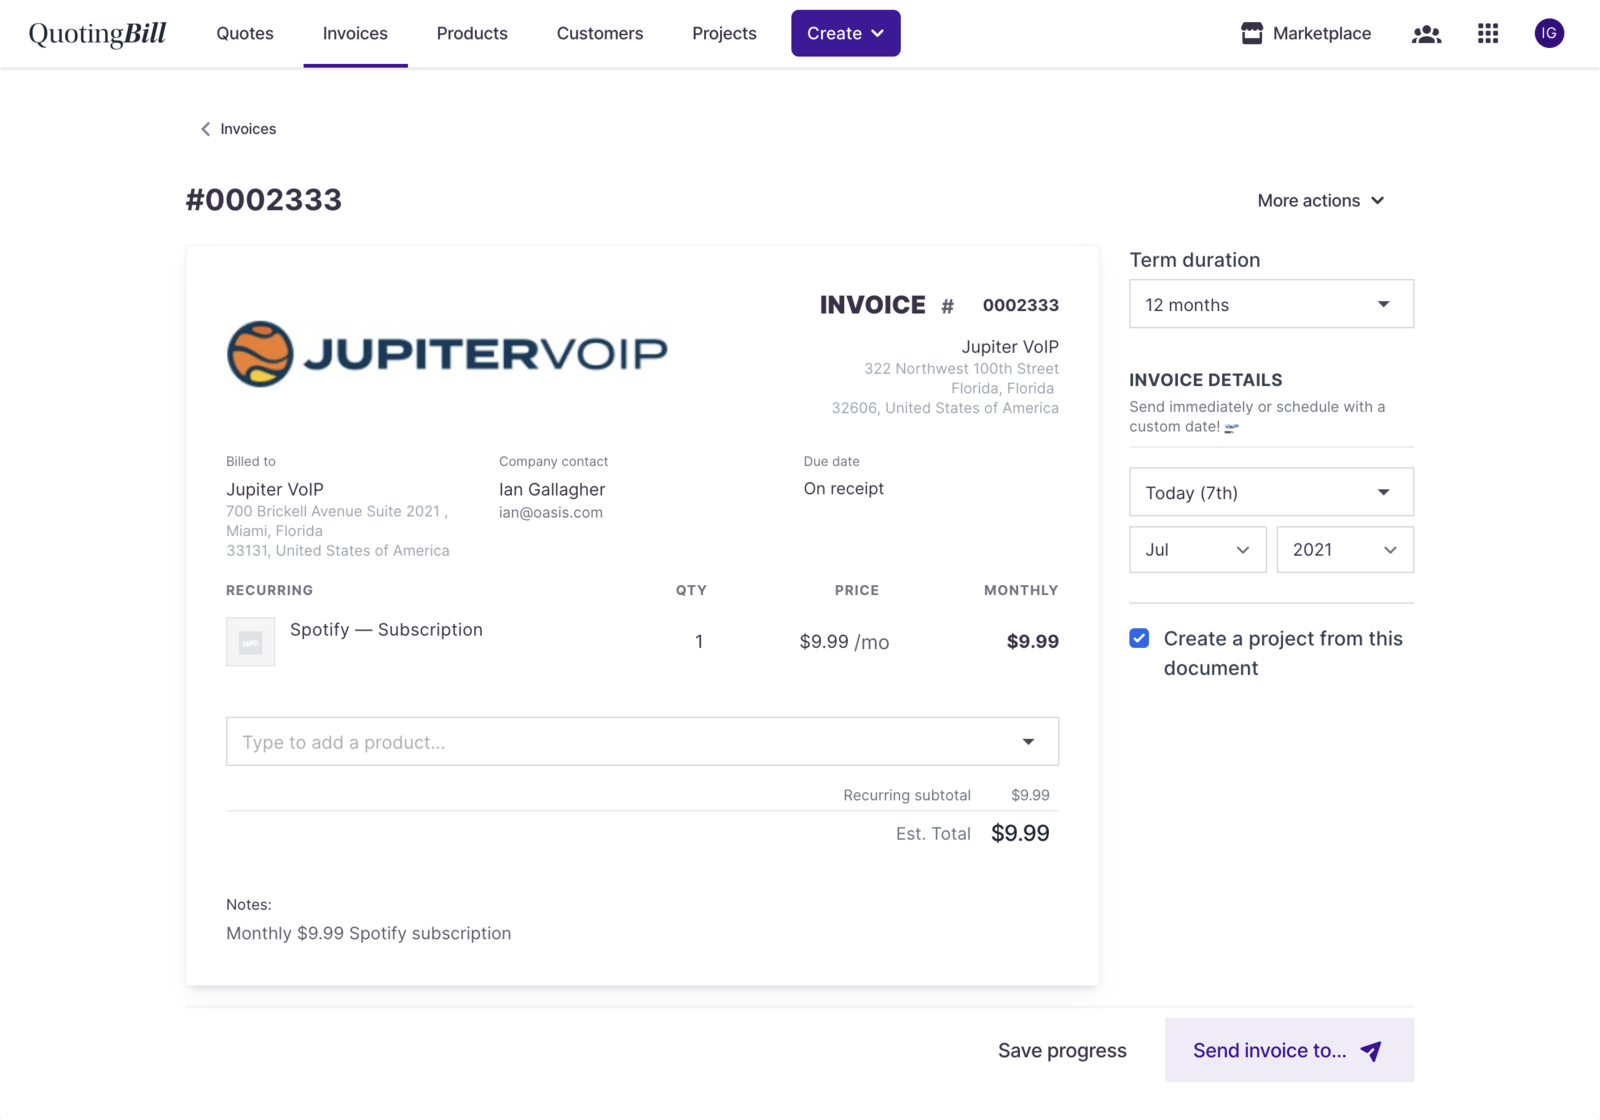 QuotingBill
Quotes
Invoices
Products
Customers
Projects
Create
Marketplace
IG
Invoices
#0002333
More actions
JUPITERVOIP
INVOICE # 0002333
Jupiter VoIP
322 Northwest 100th Street
Florida, Florida
32606, United States of America
Billed to
Jupiter VoIP
700 Brickell Avenue Suite 2021 ,
Miami, Florida
33131, United States of America
Company contact
Ian Gallagher
ian@oasis.com
Due date
On receipt
RECURRING QTY PRICE MONTHLY
IMG
Spotify — Subscription 1 $9.99 /mo $9.99
Type to add a product...
Recurring subtotal $9.99
Est. Total $9.99
Notes:
Monthly $9.99 Spotify subscription
Term duration
12 months
INVOICE DETAILS
Send immediately or schedule with a
custom date! 🛫
Today (7th)
Jul
2021
Create a project from this
document
Save progress
Send invoice to...